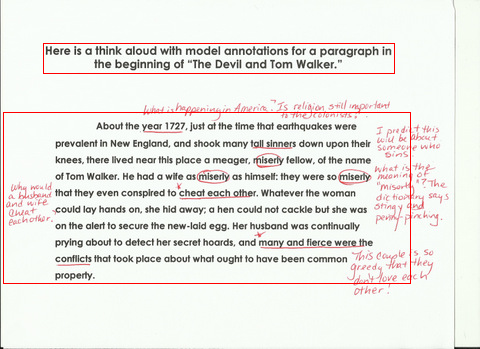 Here is a think aloud with model annotations for a paragraph in
the beginning of “The Devil and Tom Walker.”
What is happening in America? Is religion still important
to the colonists?
About the year 1727, just at the time that earthquakes were
prevalent in New England, and shook many tall sinners down upon their
knees, there lived near this place a meager, miserly fellow, of the name
of Tom Walker. He had a wife as miserly as himself: they were so miserly
that they even conspired to cheat each other. Whatever the woman
could lay hands on, she hid away; a hen could not cackle but she was
on the alert to secure the new-laid egg. Her husband was continually
prying about to detect her secret hoards, and many and fierce were the
conflicts that took place about what ought to have been common
property.
I predict this
will be about
someone who
sins.
What is the
meaning of
"miserly"? The
dictionary says
stingy and
penny-pinching.
Why would
a husband
and wife
cheat
each other.
This couple is so
greedy that they
don't love each
other!